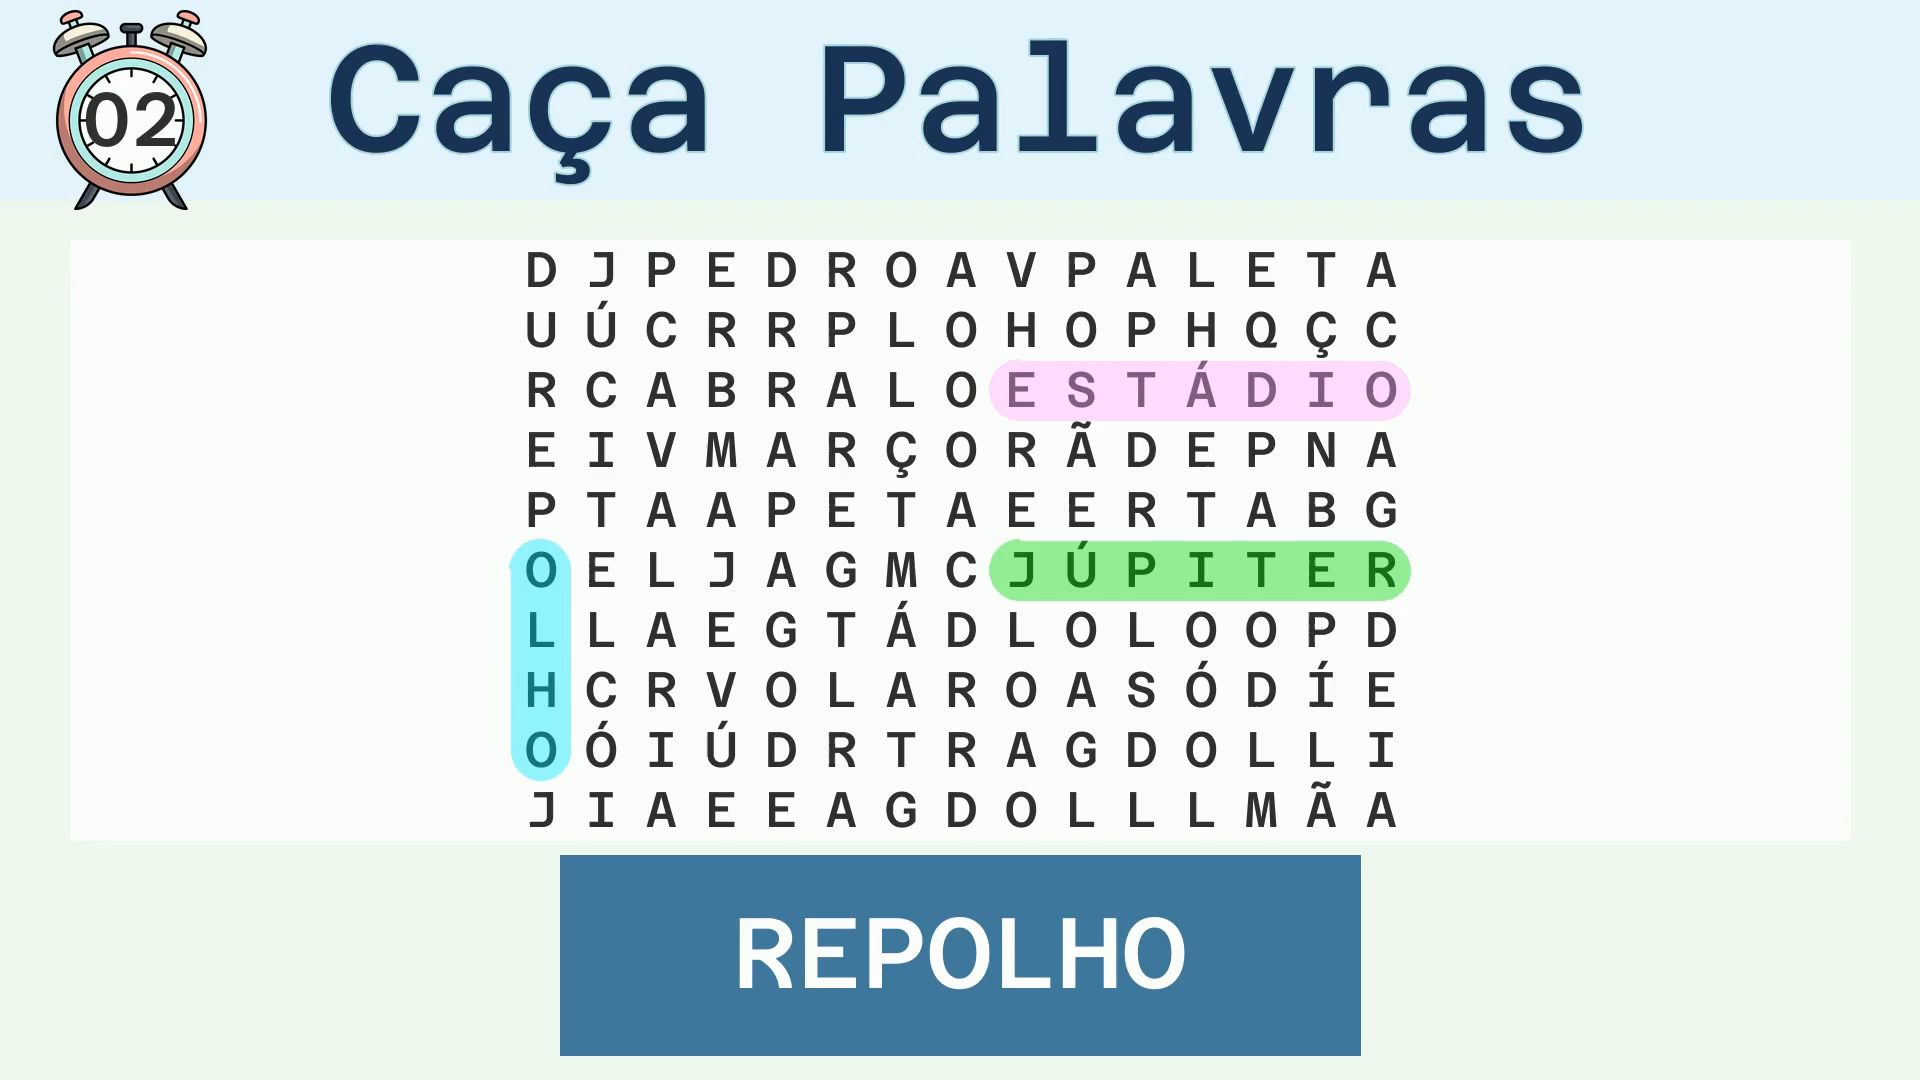 02
Caça Palavras
D J P E D R O A V P A L E T A
U Ú C R R P L O H O P H Q Ç C
R C A B R A L O E S T Á D I O
E I V M A R Ç O R Ã D E P N A
P T A A P E T A E E R T A B G
O E L J A G M C J Ú P I T E R
L L A E G T Á D L O L O O P D
H C R V O L A R O A S Ó D Í E
O Ó I Ú D R T R A G D O L L I
J I A E E A G D O L L L M Ã A
REPOLHO